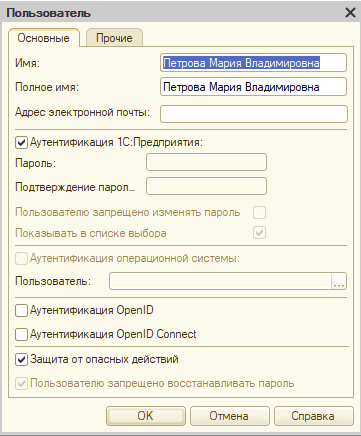 Пользователь
Основные
Прочие
Имя: Петрова Мария Владимировна
Полное имя: Петрова Мария Владимировна
Адрес электронной почты:
Аутентификация 1С:Предприятия:
Пароль:
Подтверждение парол...
Пользователю запрещено изменять пароль
Показывать в списке выбора
Аутентификация операционной системы:
Пользователь: ...
Аутентификация OpenID
Аутентификация OpenID Connect
Защита от опасных действий
Пользователю запрещено восстанавливать пароль
ОК Отмена Справка